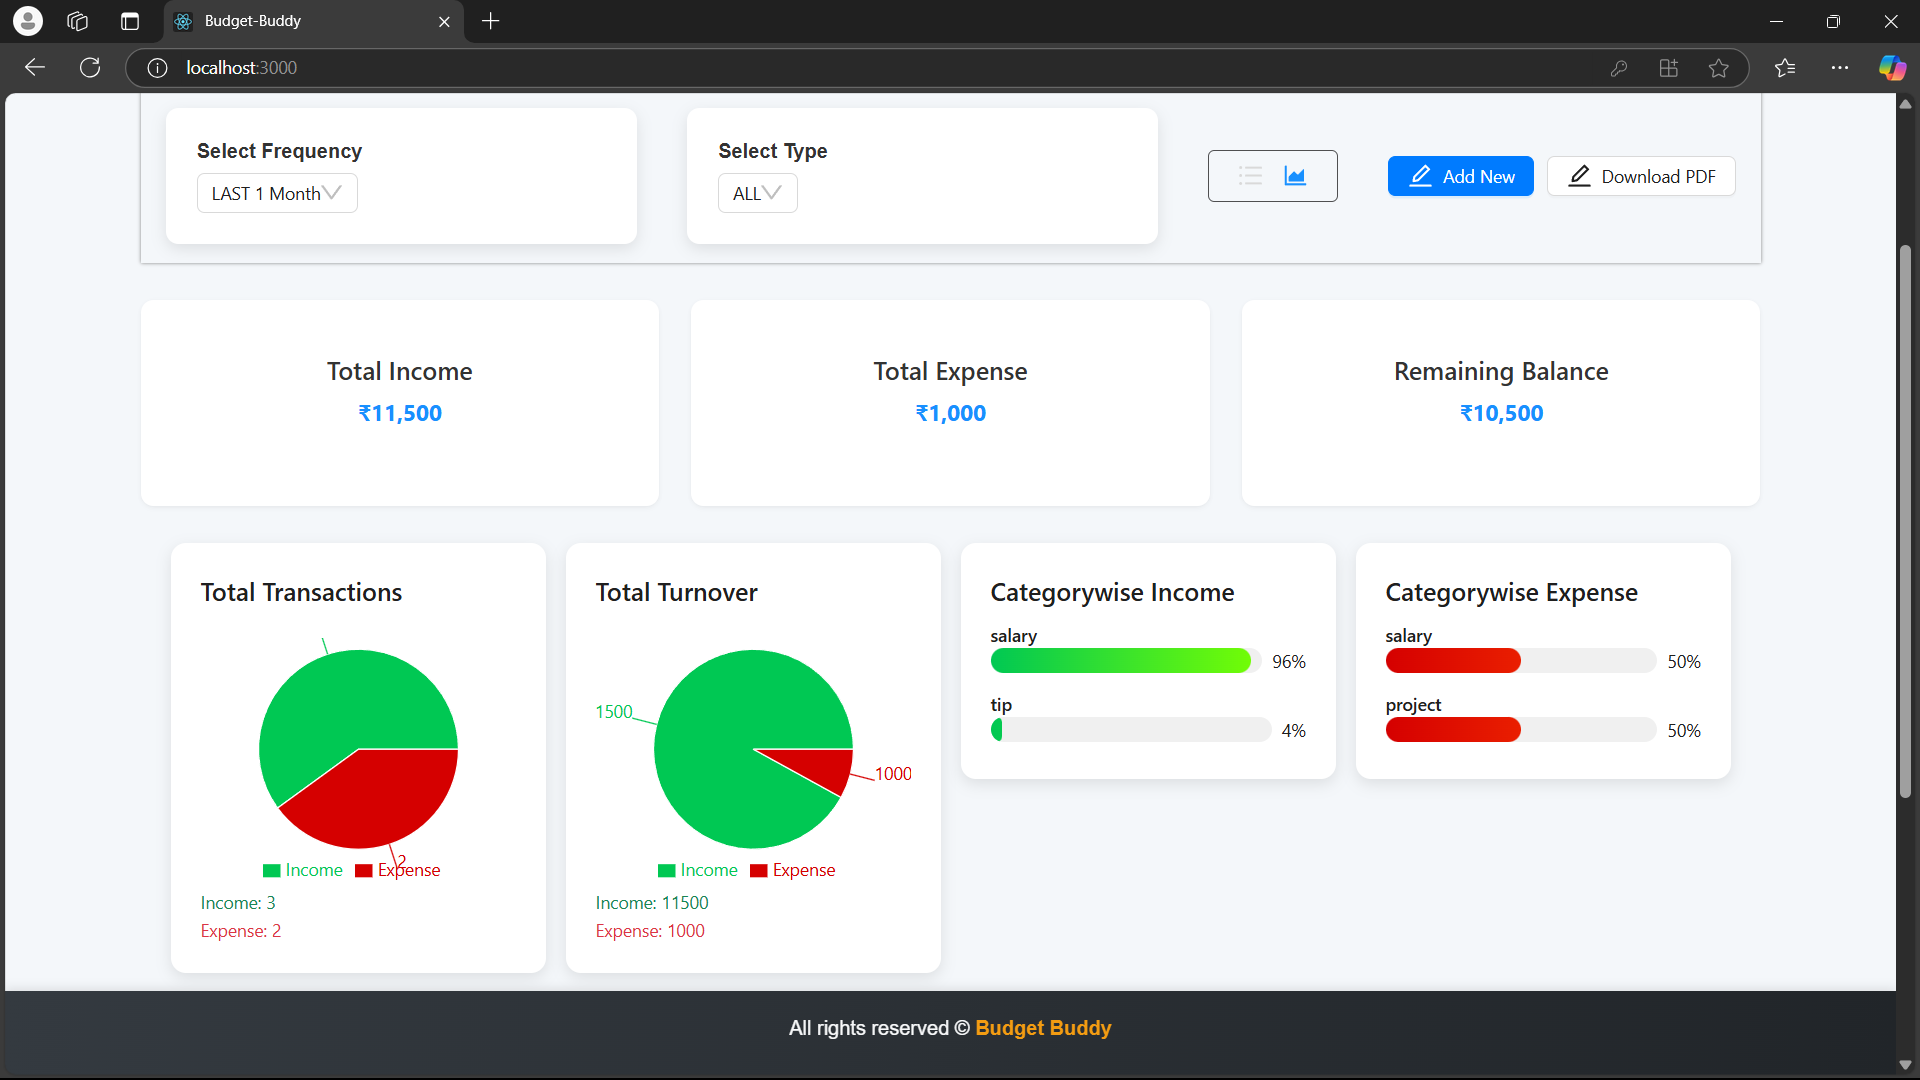 Budget-Buddy
localhost:3000
Select Frequency
LAST 1 Month
Select Type
ALL
Add New
Download PDF
Total Income
₹11,500
Total Expense
₹1,000
Remaining Balance
₹10,500
Total Transactions
2
Income Expense
Income: 3
Expense: 2
Total Turnover
1500
1000
Income Expense
Income: 11500
Expense: 1000
Categorywise Income
salary
96%
tip
4%
Categorywise Expense
salary
50%
project
50%
All rights reserved © Budget Buddy